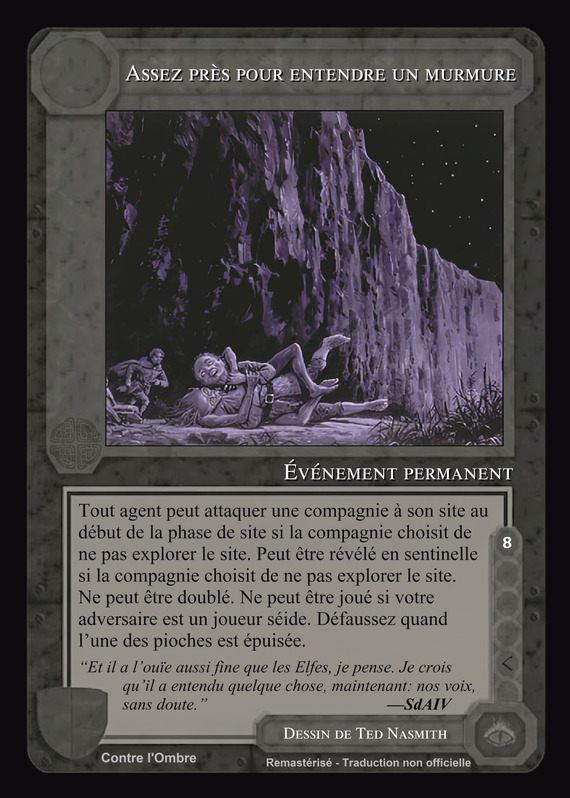 Assez près pour entendre un murmure
Événement permanent
Tout agent peut attaquer une compagnie à son site au
début de la phase de site si la compagnie choisit de
ne pas explorer le site. Peut être révélé en sentinelle
si la compagnie choisit de ne pas explorer le site.
Ne peut être doublé. Ne peut être joué si votre
adversaire est un joueur séide. Défaussez quand
l’une des pioches est épuisée.
8
“Et il a l’ouïe aussi fine que les Elfes, je pense. Je crois
qu’il a entendu quelque chose, maintenant: nos voix,
sans doute.” —SdAIV
Dessin de Ted Nasmith
Contre l'Ombre
Remastérisé - Traduction non officielle